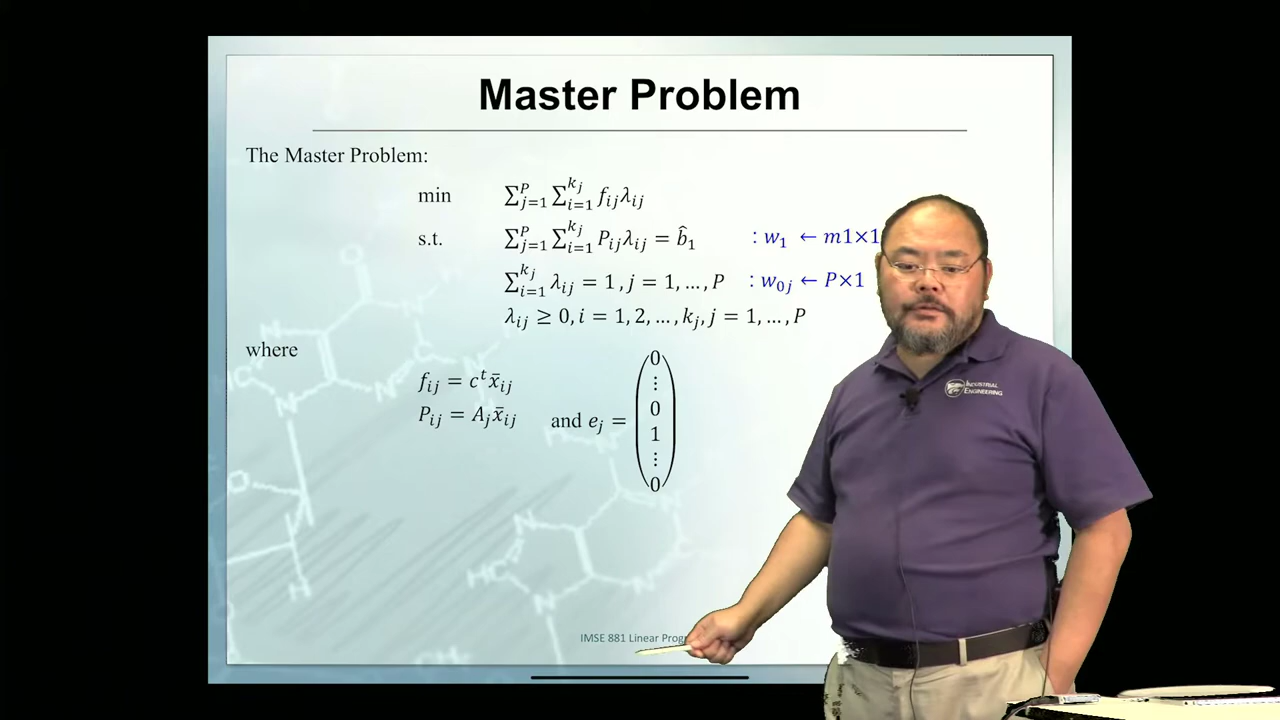 Master Problem
The Master Problem:
min ∑_{j=1}^{P} ∑_{i=1}^{k_j} f_{ij}λ_{ij}
s.t. ∑_{j=1}^{P} ∑_{i=1}^{k_j} P_{ij}λ_{ij} = b̂_1 : w_1 ← m1×1
∑_{i=1}^{k_j} λ_{ij} = 1 , j = 1, …, P : w_{0j} ← P×1
λ_{ij} ≥ 0, i = 1, 2, …, k_j, j = 1, …, P
where
f_{ij} = c^t x̄_{ij}
P_{ij} = A_j x̄_{ij} and e_j = (0 ⋮ 0 1 ⋮ 0)
INDUSTRIAL
ENGINEERING
IMSE 881 Linear